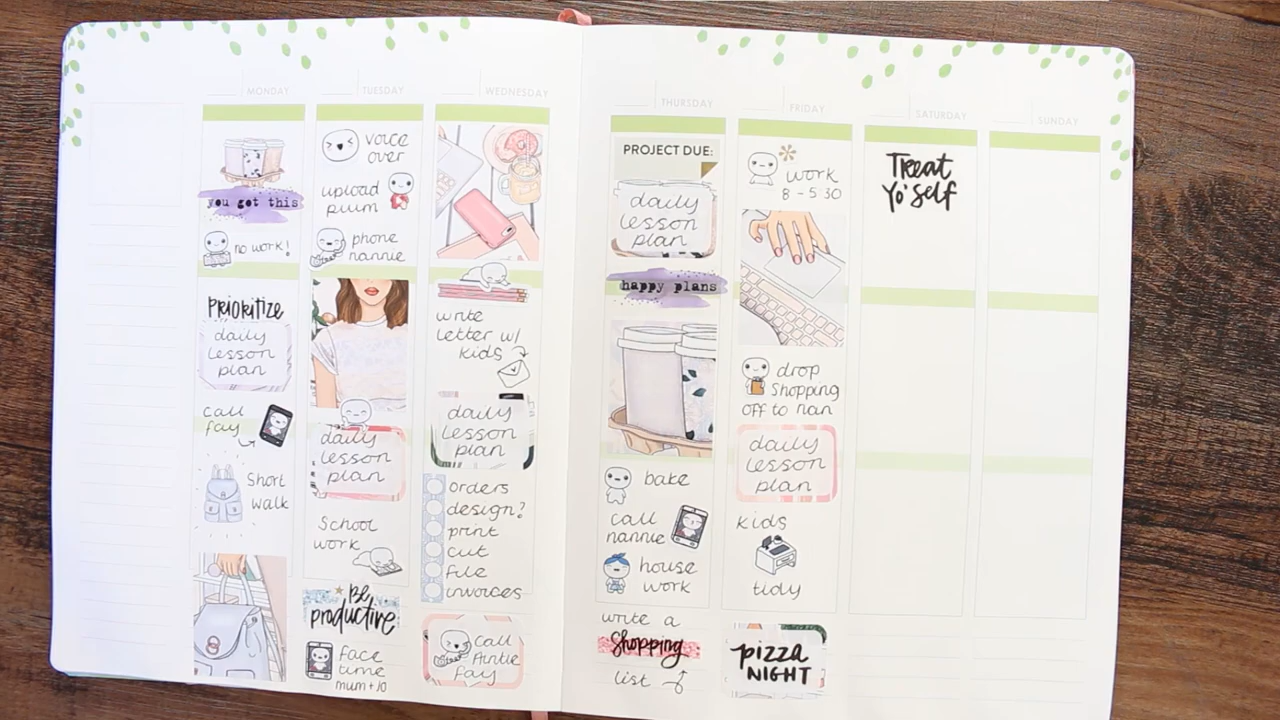 MONDAY
you got this
no work!
PRIORITIZE
daily
lesson
plan
call
fay
Short
walk
TUESDAY
voice
over
upload
phone
nannie
daily
lesson
plan
School
work
Be
productive
face
time
mum + jo
WEDNESDAY
write
letter w/
kids
daily
lesson
plan
orders
design?
print
cut
file
invoices
call
Auntie
fay
THURSDAY
PROJECT DUE:
daily
lesson
plan
happy plans
bake
call
nannie
house
work
write a
shopping
list
FRIDAY
work
8 - 5:30
drop
shopping
off to nan
daily
lesson
plan
kids
tidy
pizza
NIGHT
SATURDAY
Treat
Yo' Self
SUNDAY